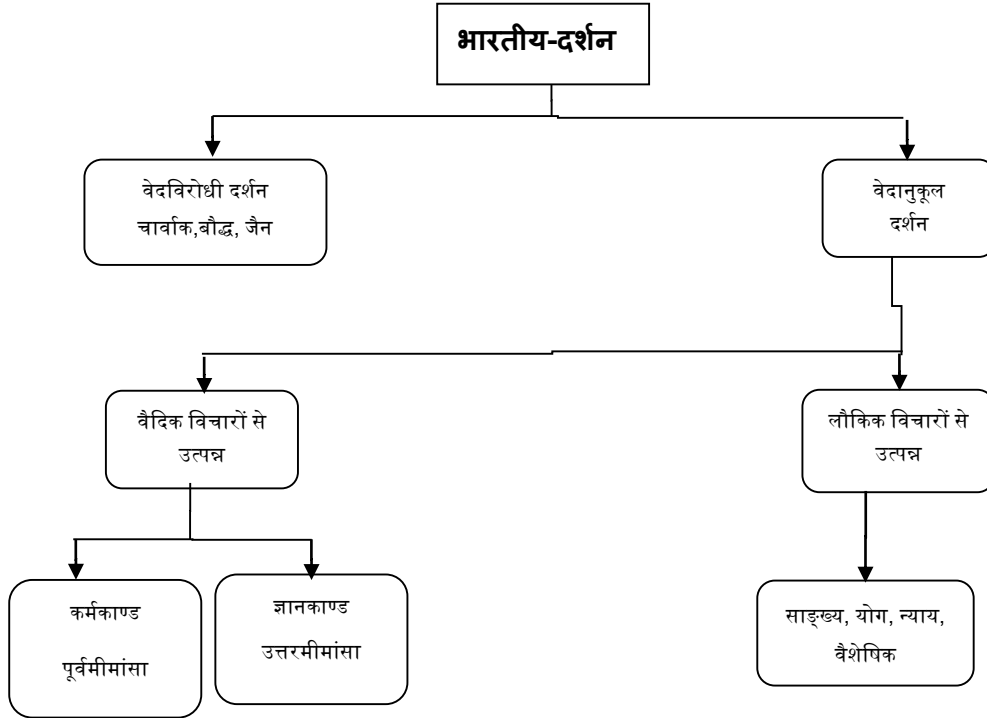 भारतीय-दर्शन
वेदविरोधी दर्शन
चार्वाक,बौद्ध, जैन
वेदानुकूल
दर्शन
वैदिक विचारों से
उत्पन्न
लौकिक विचारों से
उत्पन्न
कर्मकाण्ड
पूर्वमीमांसा
ज्ञानकाण्ड
उत्तरमीमांसा
साङ्ख्य, योग, न्याय,
वैशेषिक